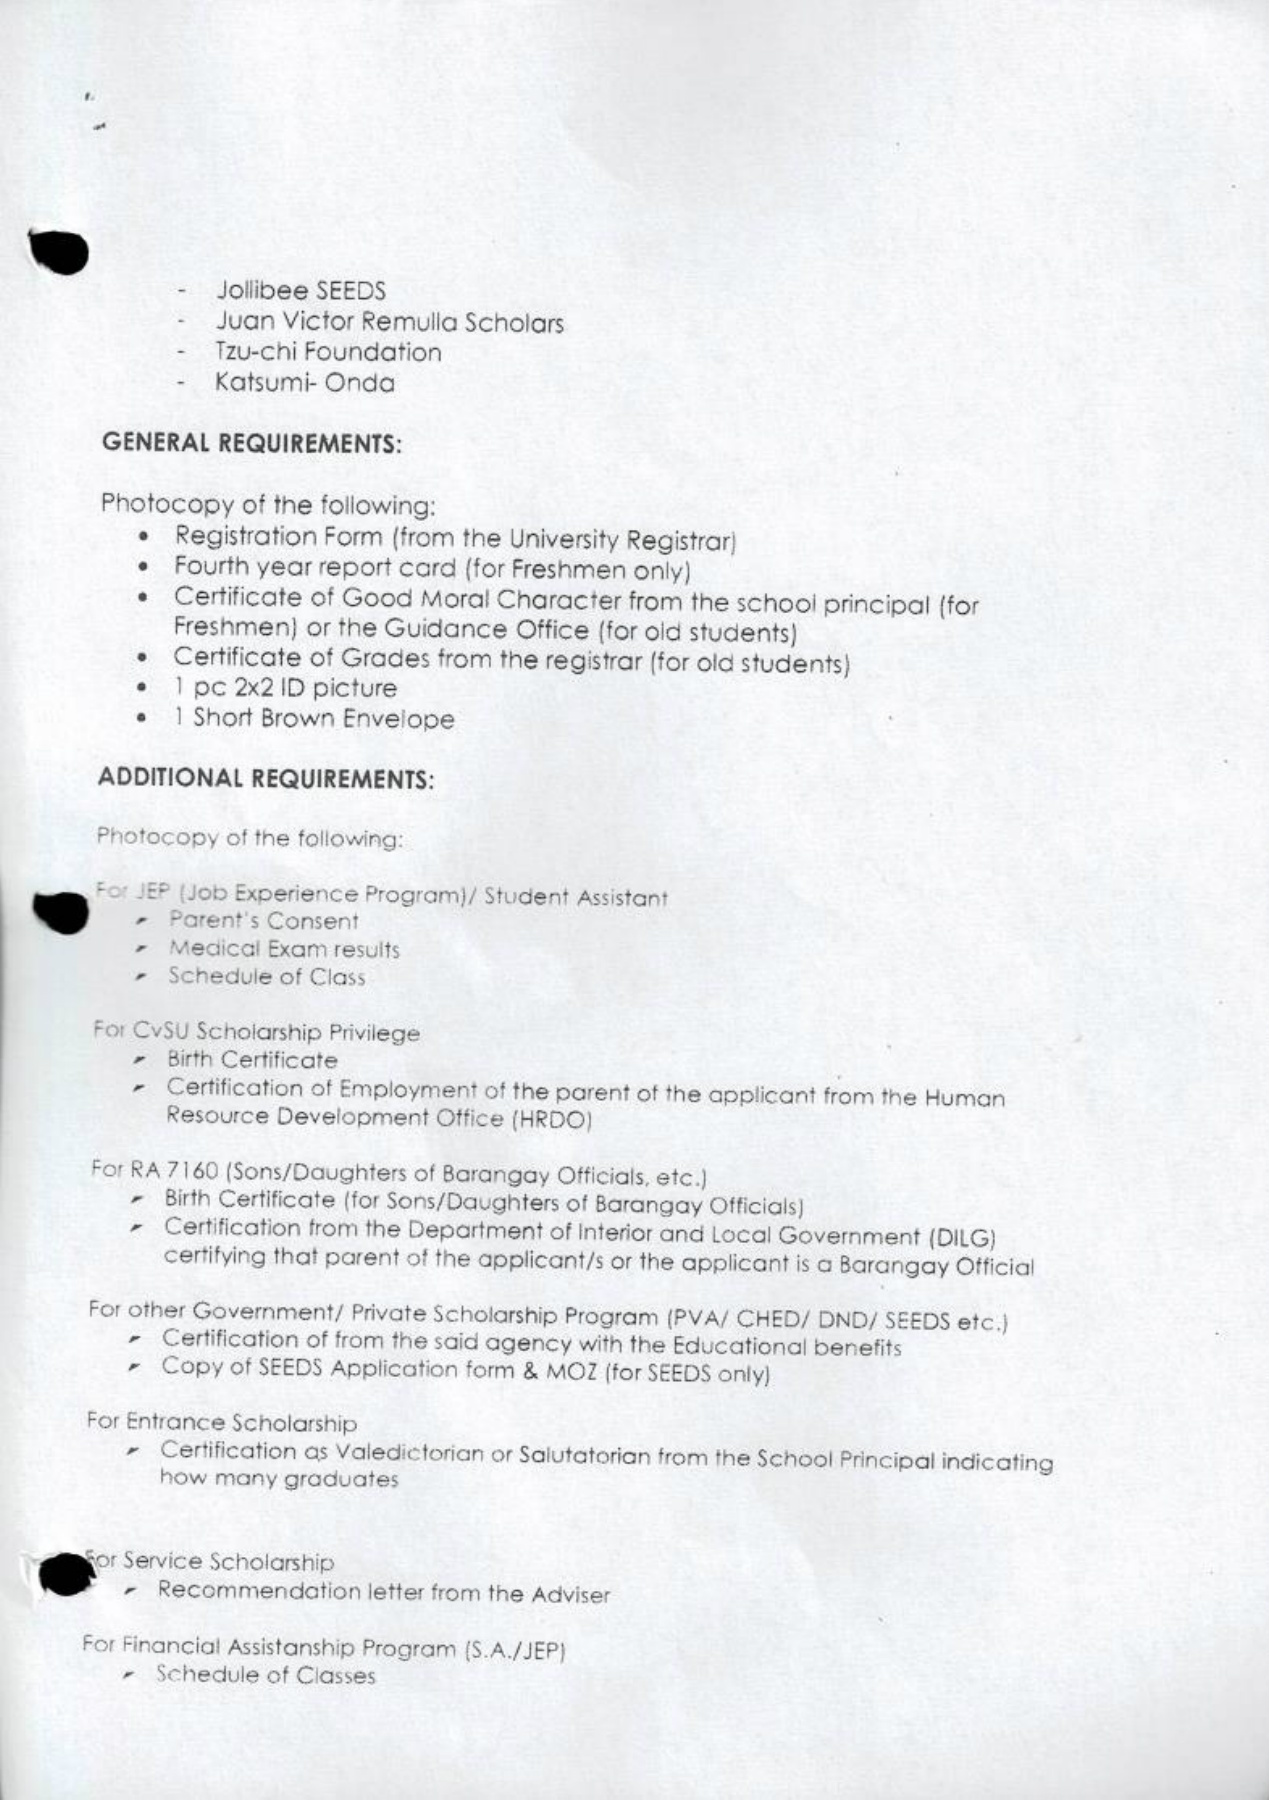 - Jollibee SEEDS
- Juan Victor Remulla Scholars
- Tzu-chi Foundation
- Katsumi- Onda
GENERAL REQUIREMENTS:
Photocopy of the following:
• Registration Form (from the University Registrar)
• Fourth year report card (for Freshmen only)
• Certificate of Good Moral Character from the school principal (for
Freshmen) or the Guidance Office (for old students)
• Certificate of Grades from the registrar (for old students)
• 1 pc 2x2 ID picture
• 1 Short Brown Envelope
ADDITIONAL REQUIREMENTS:
Photocopy of the following:
For JEP (Job Experience Program)/ Student Assistant
Parent's Consent
Medical Exam results
Schedule of Class
For CvSU Scholarship Privilege
Birth Certificate
Certification of Employment of the parent of the applicant from the Human
Resource Development Office (HRDO)
For RA 7160 (Sons/Daughters of Barangay Officials, etc.)
Birth Certificate (for Sons/Daughters of Barangay Officials)
Certification from the Department of Interior and Local Government (DILG)
certifying that parent of the applicant/s or the applicant is a Barangay Official
For other Government/ Private Scholarship Program (PVA/ CHED/ DND/ SEEDS etc.)
Certification of from the said agency with the Educational benefits
Copy of SEEDS Application form & MOZ (for SEEDS only)
For Entrance Scholarship
Certification as Valedictorian or Salutatorian from the School Principal indicating
how many graduates
For Service Scholarship
Recommendation letter from the Adviser
For Financial Assistanship Program (S.A./JEP)
Schedule of Classes